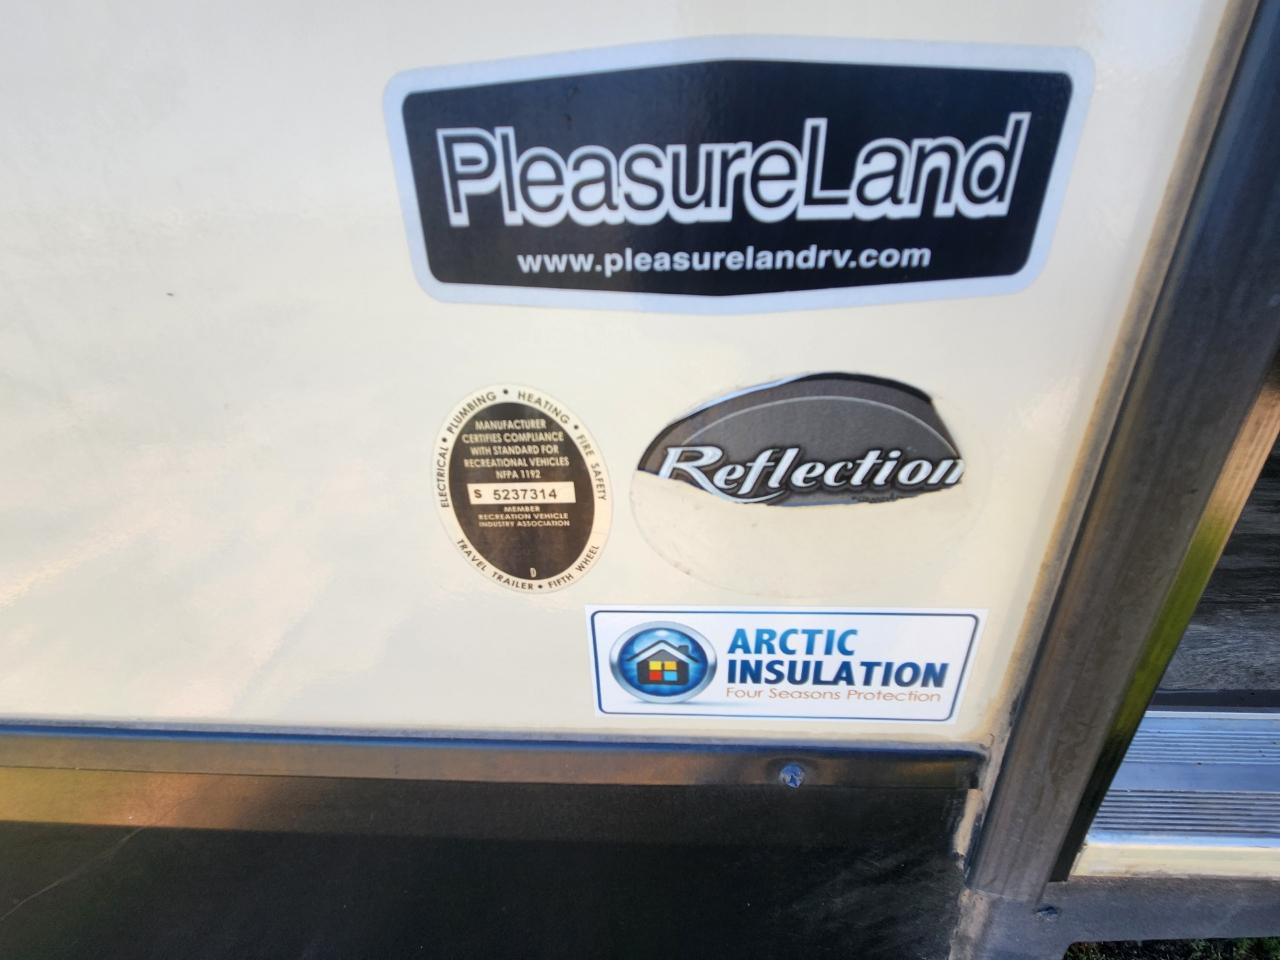 PleasureLand
www.pleasurelandrv.com
ELECTRICAL • PLUMBING • HEATING • FIRE SAFETY
MANUFACTURER
CERTIFIES COMPLIANCE
WITH STANDARD FOR
RECREATIONAL VEHICLES
NFPA 1192
S 5237314
MEMBER
RECREATION VEHICLE
INDUSTRY ASSOCIATION
D
TRAVEL TRAILER • FIFTH WHEEL
Reflection
ARCTIC
INSULATION
Four Seasons Protection